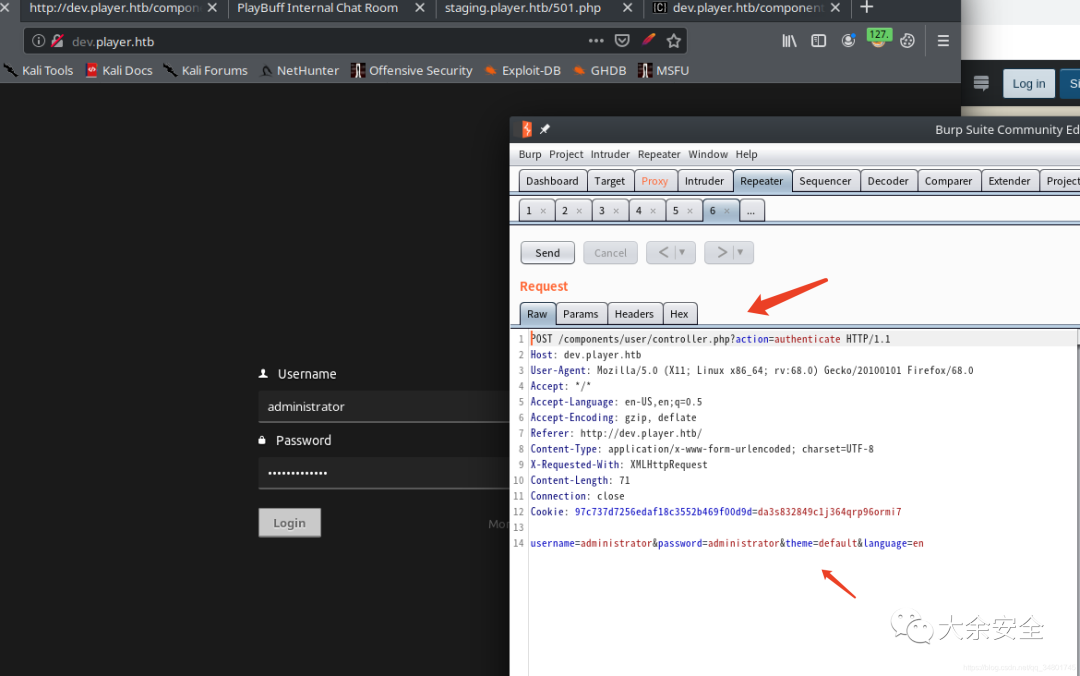 http://dev.player.htb/compon
PlayBuff Internal Chat Room
staging.player.htb/501.php
dev.player.htb/component
dev.player.htb
127.
Kali Tools
Kali Docs
Kali Forums
NetHunter
Offensive Security
Exploit-DB
GHDB
MSFU
Log in
Si
Burp Suite Community Ed
Burp Project Intruder Repeater Window Help
Dashboard Target Proxy Intruder Repeater Sequencer Decoder Comparer Extender Project
1 × 2 × 3 × 4 × 5 × 6 × ...
Send Cancel < > 
Request
Raw Params Headers Hex
1 POST /components/user/controller.php?action=authenticate HTTP/1.1
2 Host: dev.player.htb
3 User-Agent: Mozilla/5.0 (X11; Linux x86_64; rv:68.0) Gecko/20100101 Firefox/68.0
4 Accept: */*
5 Accept-Language: en-US,en;q=0.5
6 Accept-Encoding: gzip, deflate
7 Referer: http://dev.player.htb/
8 Content-Type: application/x-www-form-urlencoded; charset=UTF-8
9 X-Requested-With: XMLHttpRequest
10 Content-Length: 71
11 Connection: close
12 Cookie: 97c737d7256edaf18c3552b469f00d9d=da3s832849c1j364qrp96ormi7
13
14 username=administrator&password=administrator&theme=default&language=en
Username
administrator
Password
•••••••••••••
Login
Mor
大余安全